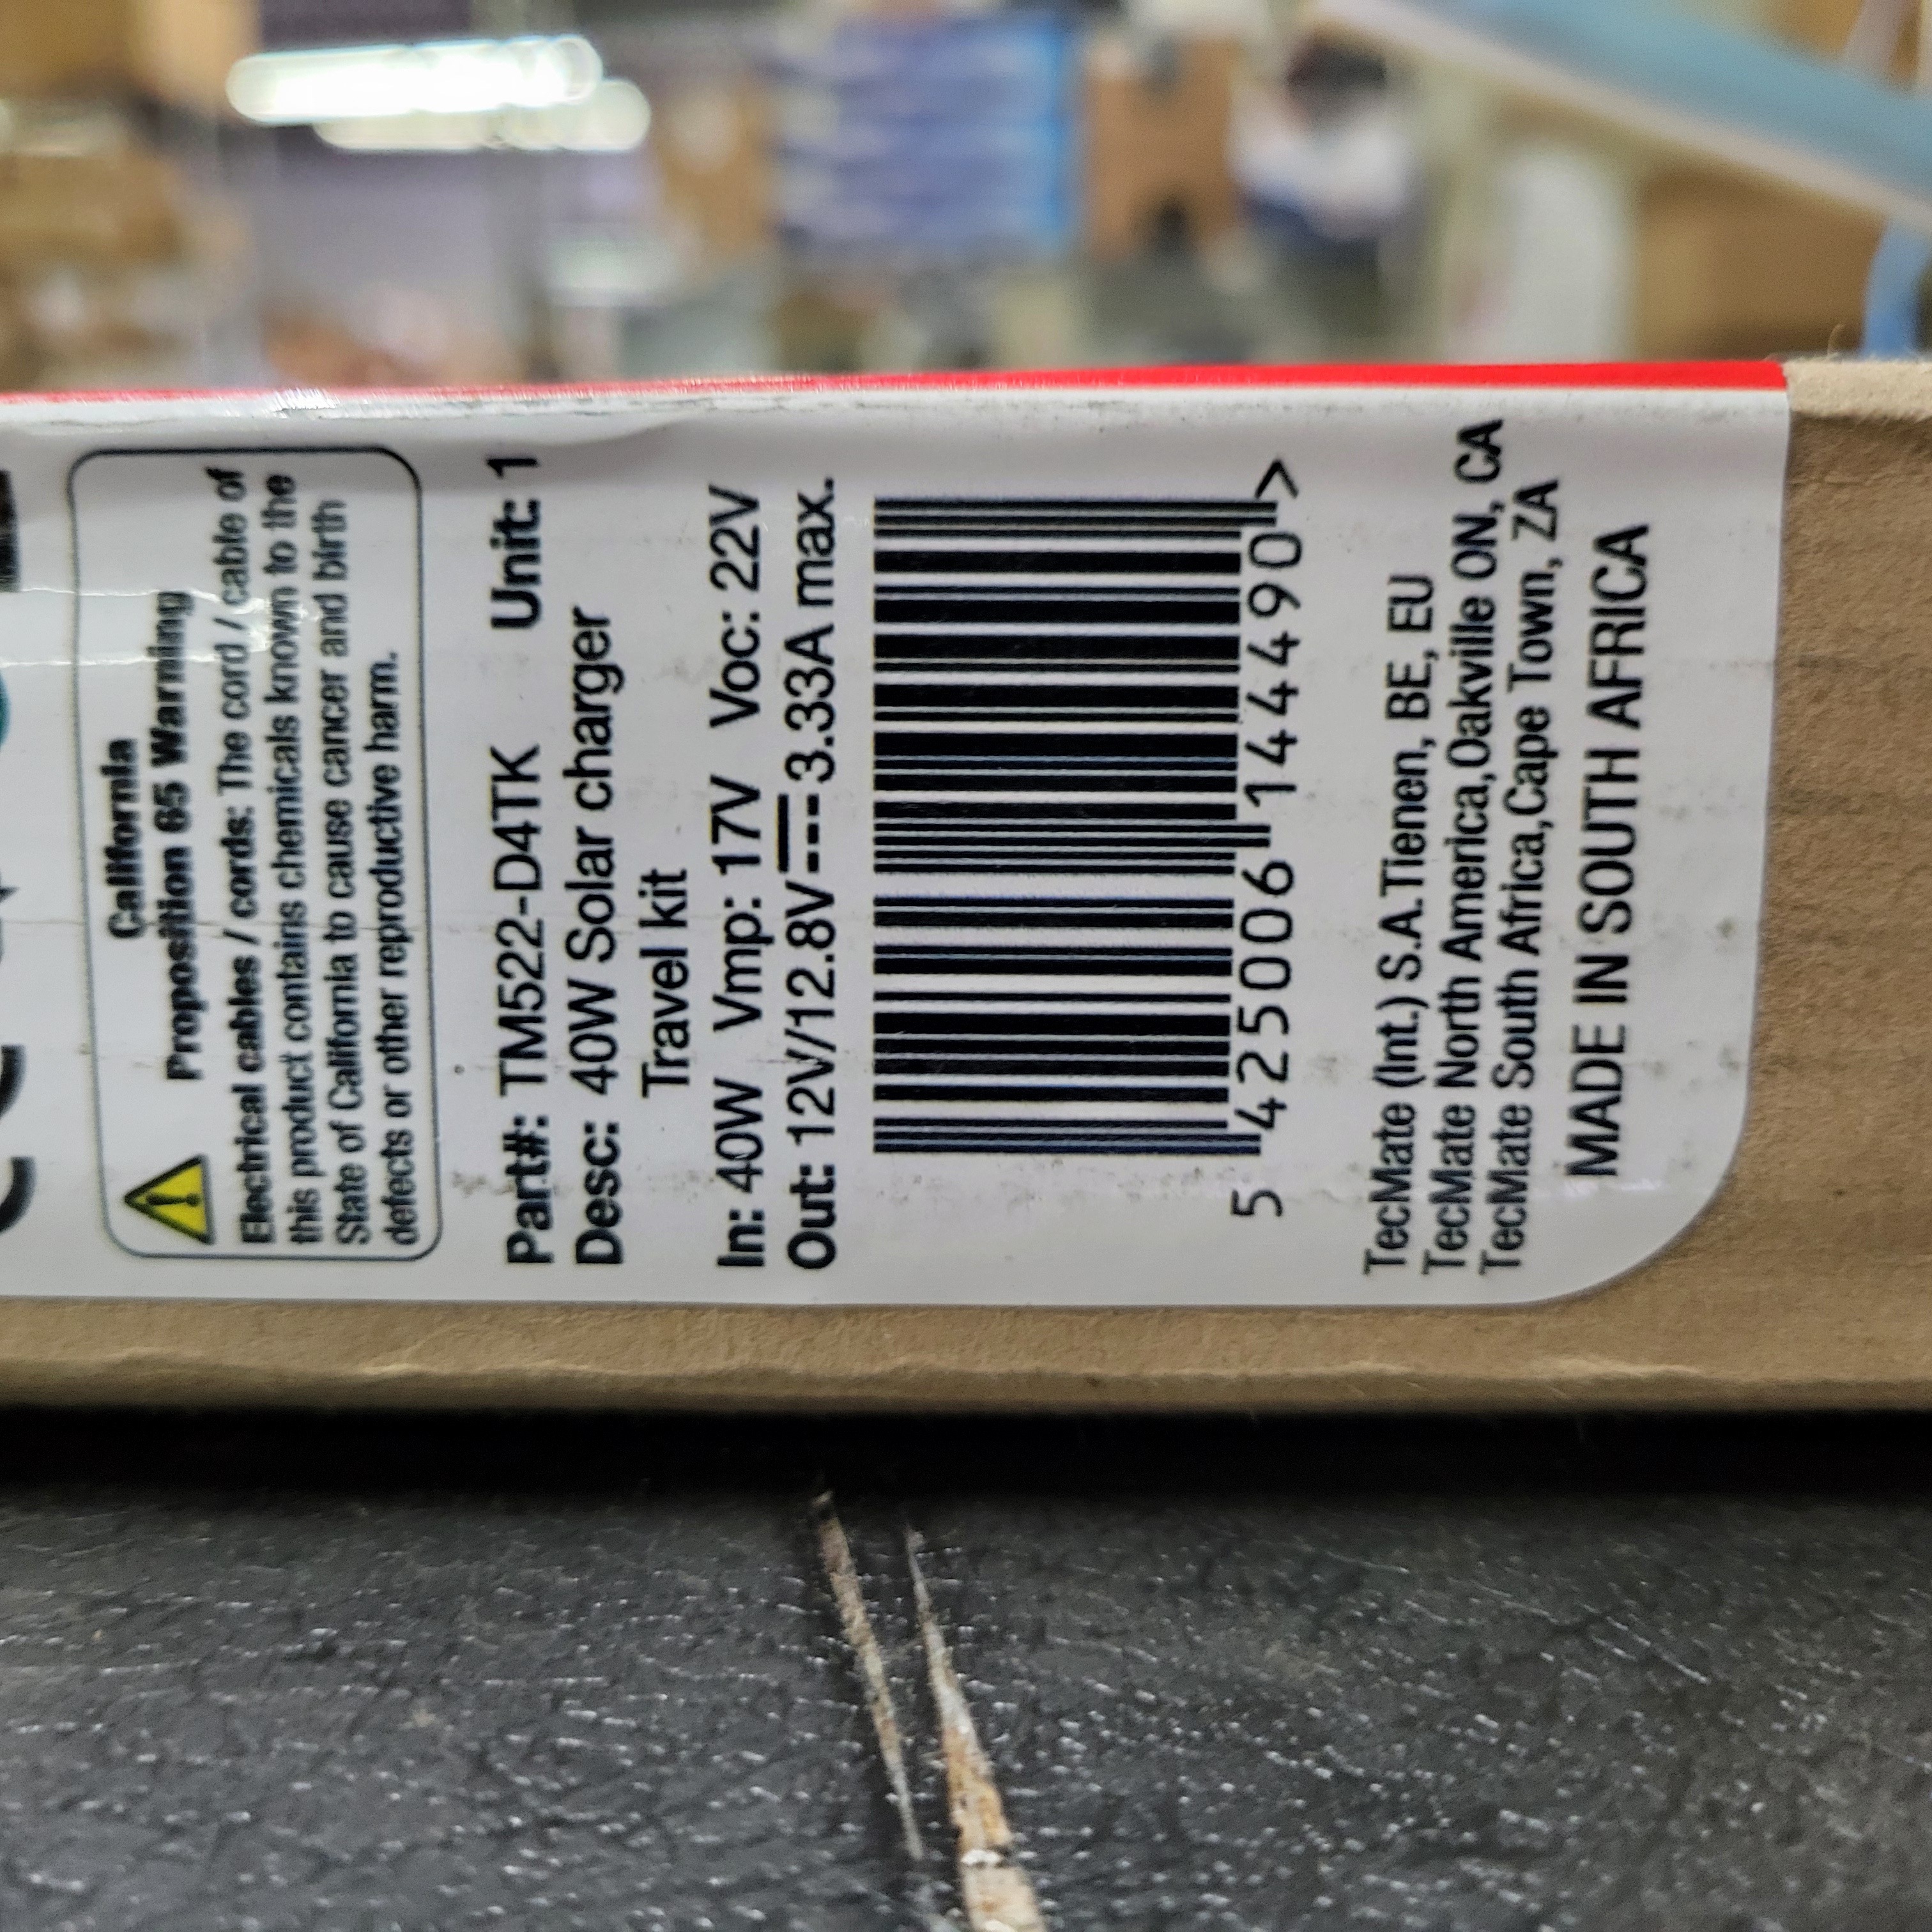 California
Proposition 65 Warning
Electrical cables / cords: The cord / cable of
this product contains chemicals known to the
State of California to cause cancer and birth
defects or other reproductive harm.
Part#: TM522-D4TK Unit: 1
Desc: 40W Solar charger
Travel kit
In: 40W Vmp: 17V Voc: 22V
Out: 12V/12.8V⎓3.33A max.
5 425006 144490 >
TecMate (Int.) S.A.Tienen, BE, EU
TecMate North America,Oakville ON, CA
TecMate South Africa,Cape Town, ZA
MADE IN SOUTH AFRICA